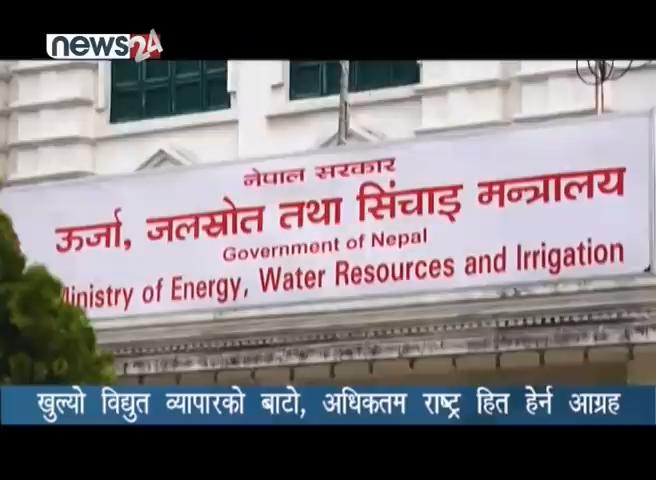 news24
नेपाल सरकार
ऊर्जा, जलस्रोत तथा सिंचाइ मन्त्रालय
Government of Nepal
Ministry of Energy, Water Resources and Irrigation
खुल्यो विद्युत व्यापारको बाटो, अधिकतम राष्ट्र हित हेर्न आग्रह